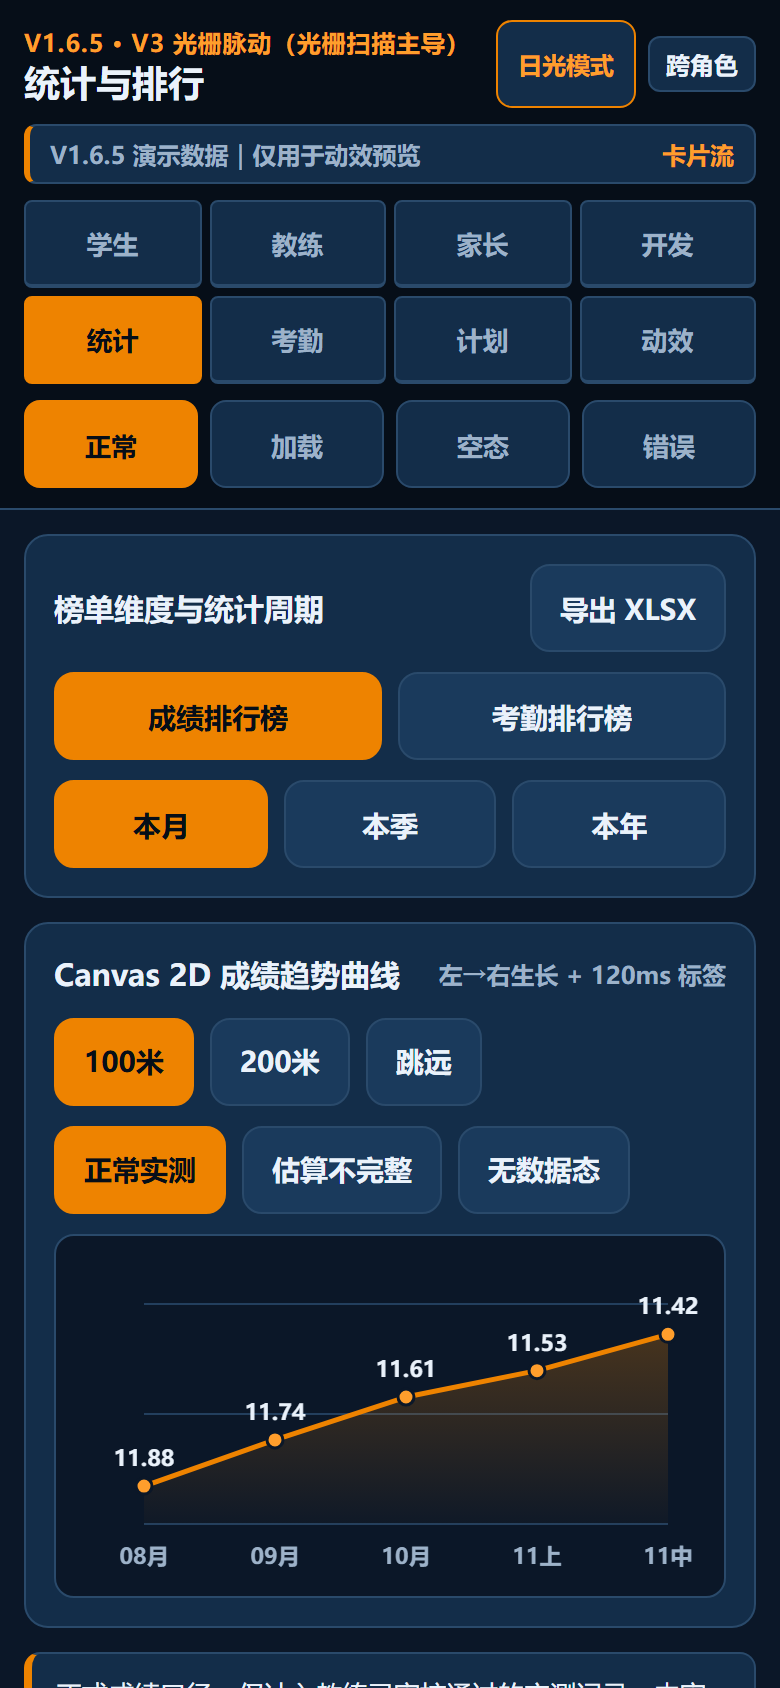 V1.6.5 • V3 光栅脉动（光栅扫描主导）
统计与排行
日光模式
跨角色
V1.6.5 演示数据 | 仅用于动效预览
卡片流
学生 教练 家长 开发
统计 考勤 计划 动效
正常 加载 空态 错误
榜单维度与统计周期
导出 XLSX
成绩排行榜 考勤排行榜
本月 本季 本年
Canvas 2D 成绩趋势曲线
左→右生长 + 120ms 标签
100米 200米 跳远
正常实测 估算不完整 无数据态
11.88 11.74 11.61 11.53 11.42
08月 09月 10月 11上 11中